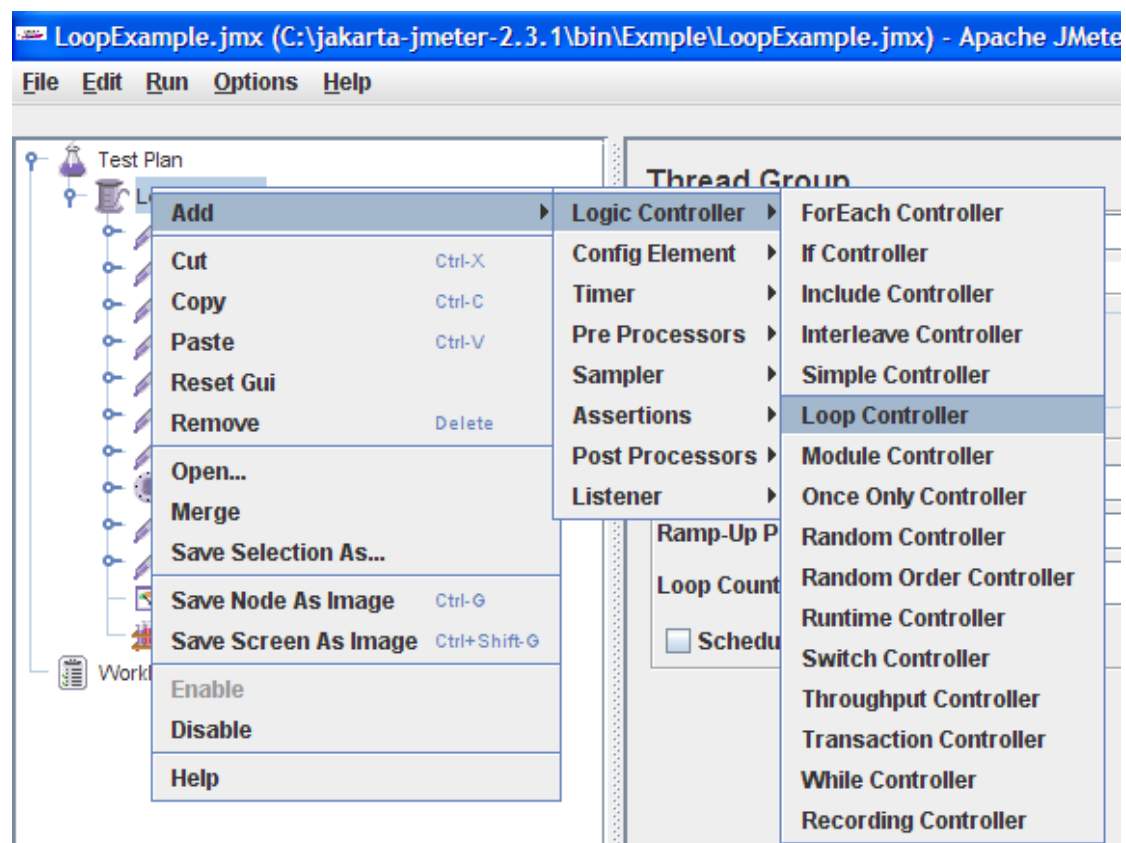 LoopExample.jmx (C:\jakarta-jmeter-2.3.1\bin\Exmple\LoopExample.jmx) - Apache JMete
File Edit Run Options Help
Test Plan
Thread Group
Add
Cut Ctrl-X
Copy Ctrl-C
Paste Ctrl-V
Reset Gui
Remove Delete
Open...
Merge
Save Selection As...
Save Node As Image Ctrl-G
Save Screen As Image Ctrl+Shift-G
Enable
Disable
Help
Logic Controller
Config Element
Timer
Pre Processors
Sampler
Assertions
Post Processors
Listener
ForEach Controller
If Controller
Include Controller
Interleave Controller
Simple Controller
Loop Controller
Module Controller
Once Only Controller
Random Controller
Random Order Controller
Runtime Controller
Switch Controller
Throughput Controller
Transaction Controller
While Controller
Recording Controller
Ramp-Up P
Loop Count
Schedu
Work